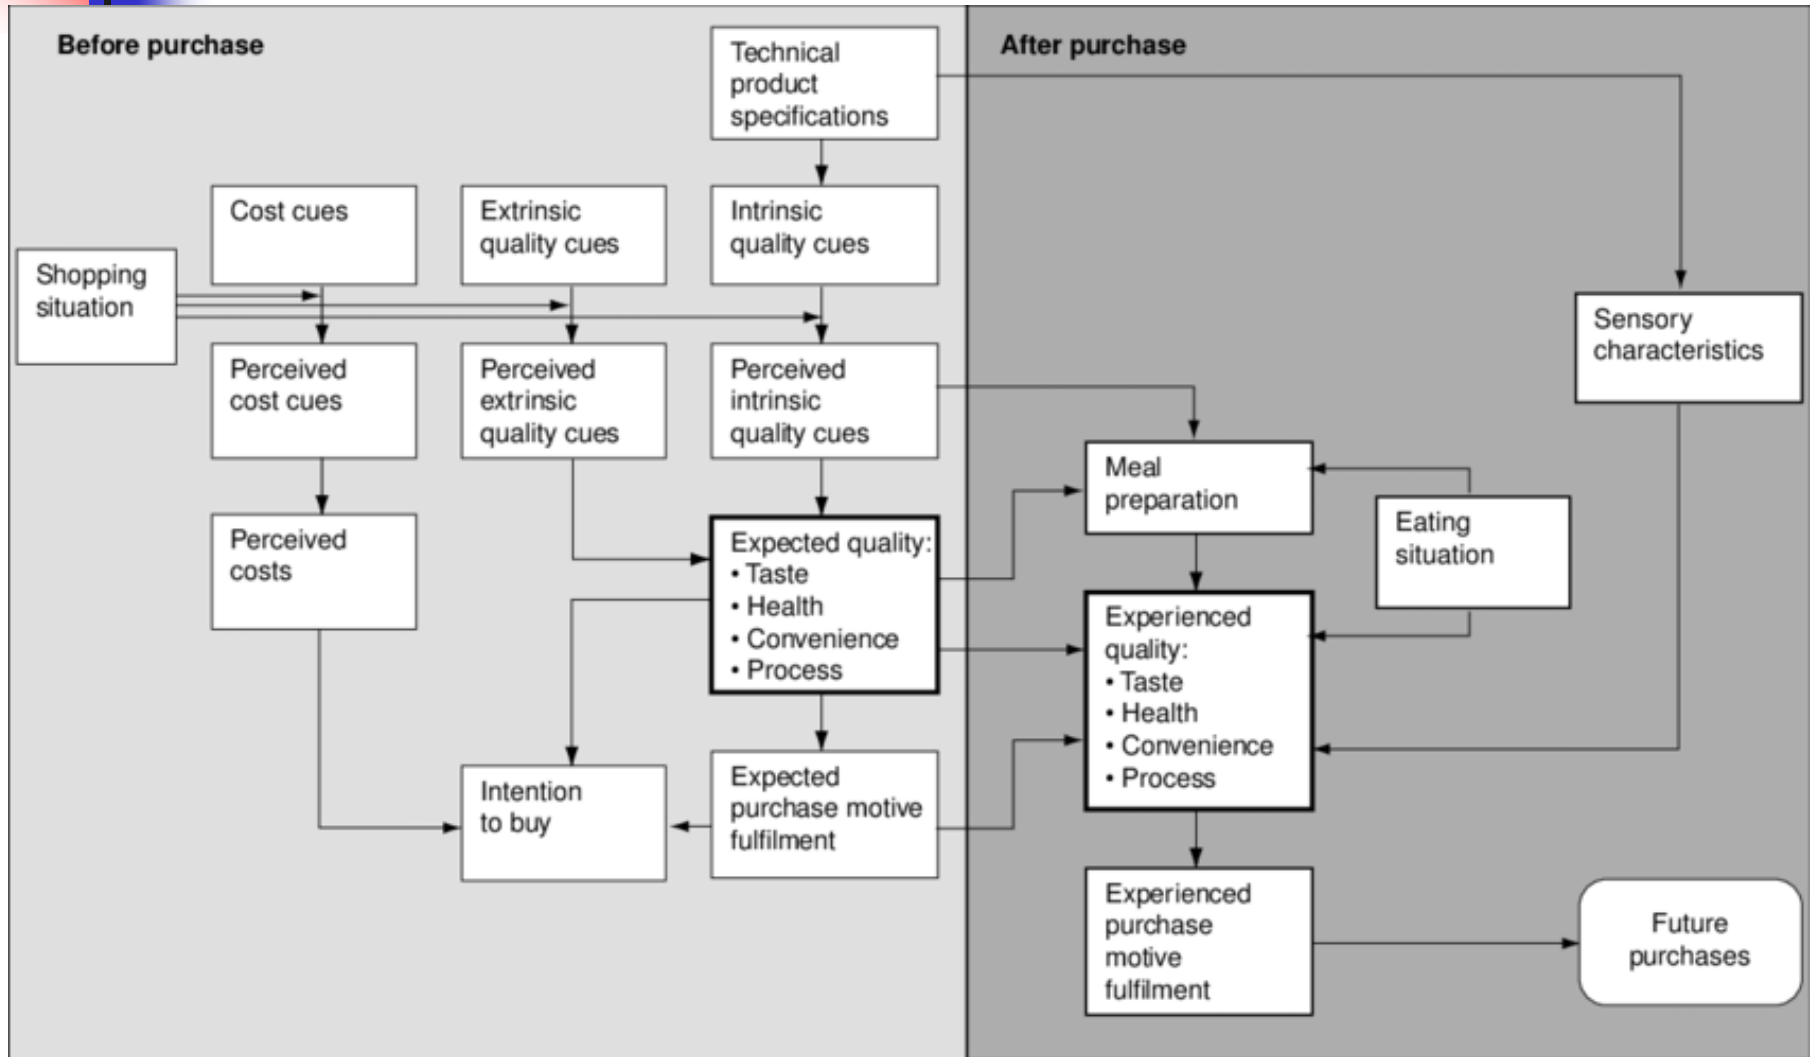 Before purchase
After purchase
Technical
product
specifications
Cost cues
Extrinsic
quality cues
Intrinsic
quality cues
Shopping
situation
Sensory
characteristics
Perceived
cost cues
Perceived
extrinsic
quality cues
Perceived
intrinsic
quality cues
Meal
preparation
Eating
situation
Perceived
costs
Expected quality:
• Taste
• Health
• Convenience
• Process
Experienced
quality:
• Taste
• Health
• Convenience
• Process
Intention
to buy
Expected
purchase motive
fulfilment
Experienced
purchase
motive
fulfilment
Future
purchases